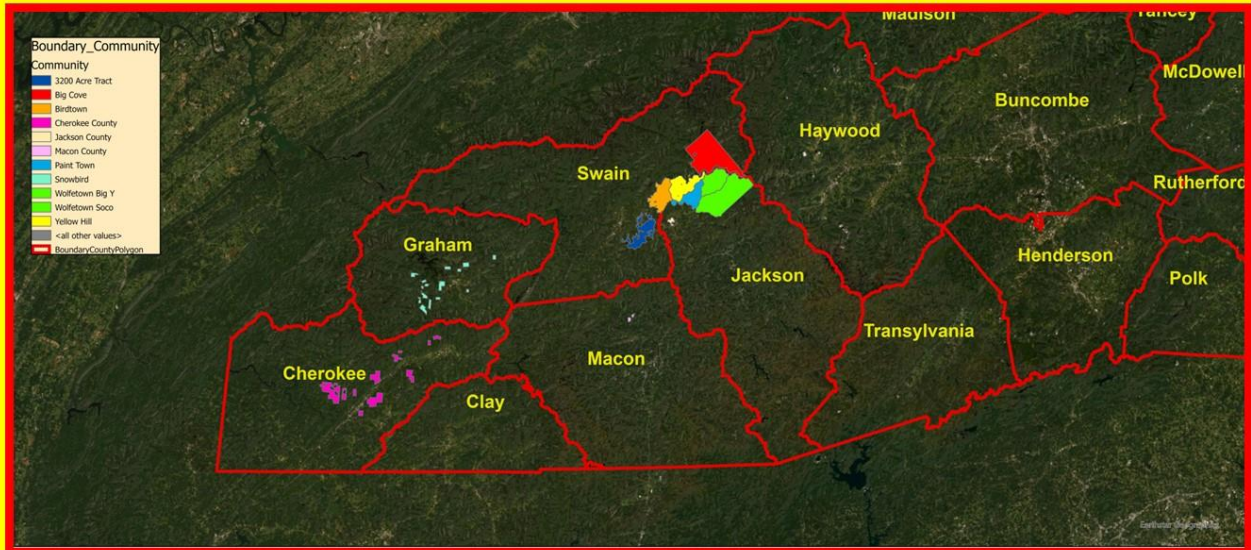 Boundary_Community
Community
3200 Acre Tract
Big Cove
Birdtown
Cherokee County
Jackson County
Macon County
Paint Town
Snowbird
Wolfetown Big Y
Wolfetown Soco
Yellow Hill
<all other values>
BoundaryCountyPolygon
Madison
Yancey
McDowell
Buncombe
Haywood
Swain
Rutherford
Graham
Henderson
Jackson
Polk
Transylvania
Macon
Cherokee
Clay